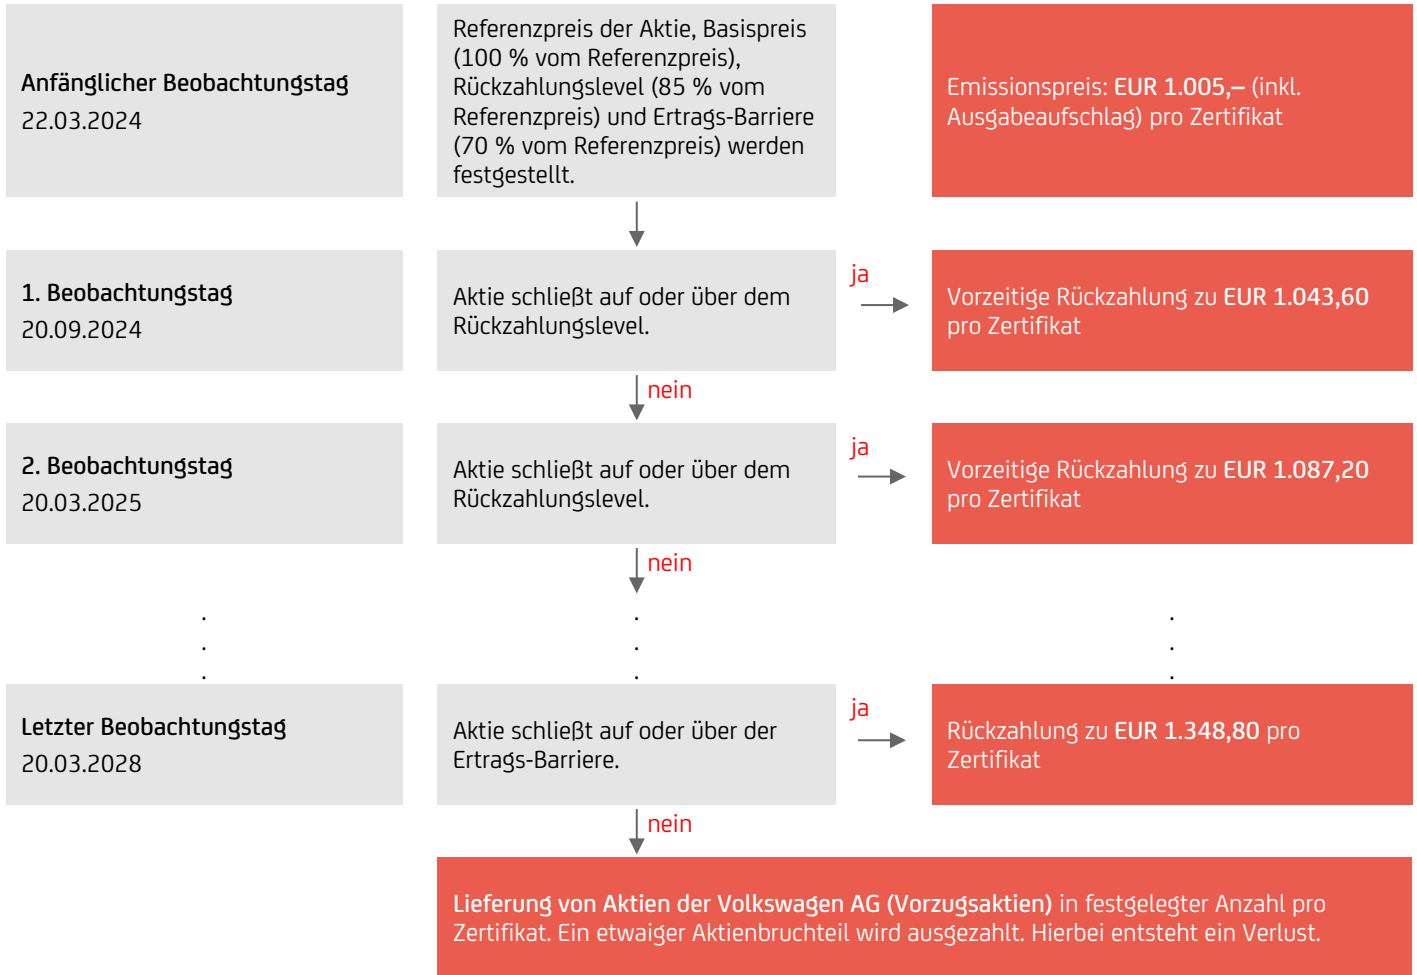 Anfänglicher Beobachtungstag
22.03.2024
Referenzpreis der Aktie, Basispreis
(100 % vom Referenzpreis),
Rückzahlungslevel (85 % vom
Referenzpreis) und Ertrags-Barriere
(70 % vom Referenzpreis) werden
festgestellt.
Emissionspreis: EUR 1.005,– (inkl.
Ausgabeaufschlag) pro Zertifikat
1. Beobachtungstag
20.09.2024
Aktie schließt auf oder über dem
Rückzahlungslevel.
ja
Vorzeitige Rückzahlung zu EUR 1.043,60
pro Zertifikat
nein
2. Beobachtungstag
20.03.2025
Aktie schließt auf oder über dem
Rückzahlungslevel.
ja
Vorzeitige Rückzahlung zu EUR 1.087,20
pro Zertifikat
nein
.
.
.
.
.
.
.
.
.
Letzter Beobachtungstag
20.03.2028
Aktie schließt auf oder über der
Ertrags-Barriere.
ja
Rückzahlung zu EUR 1.348,80 pro
Zertifikat
nein
Lieferung von Aktien der Volkswagen AG (Vorzugsaktien) in festgelegter Anzahl pro
Zertifikat. Ein etwaiger Aktienbruchteil wird ausgezahlt. Hierbei entsteht ein Verlust.